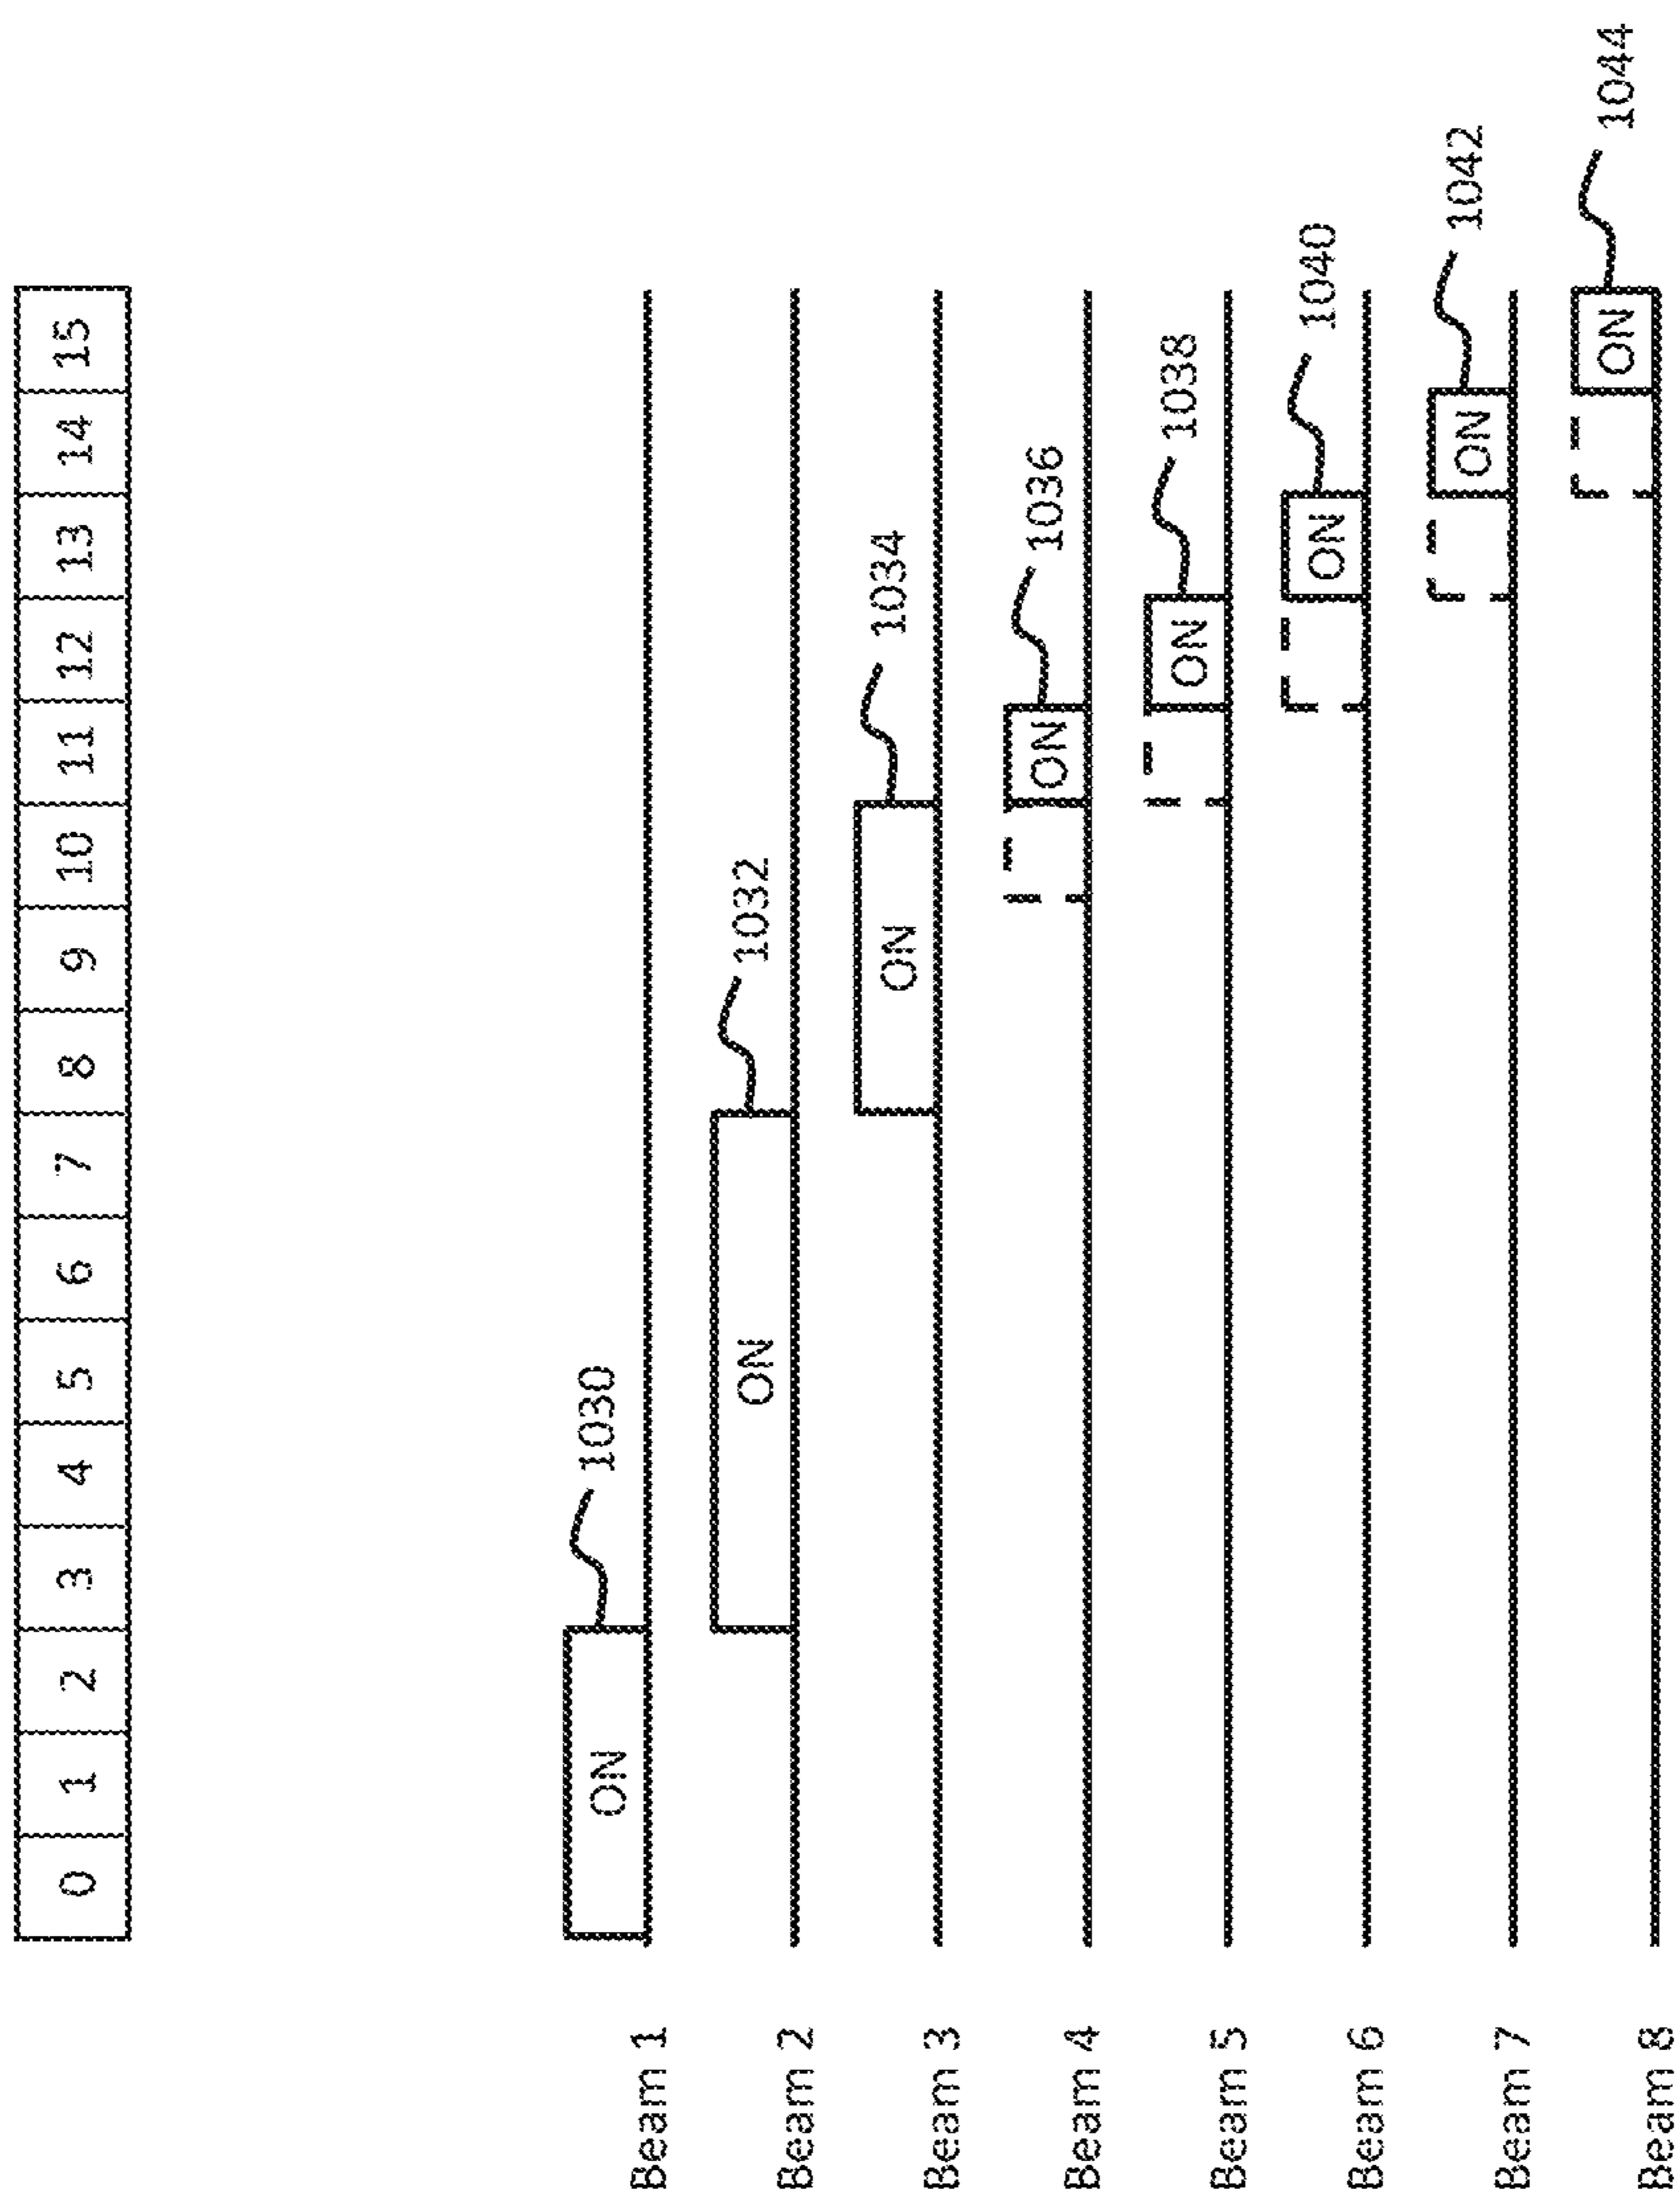 0 1 2 3 4 5 6 7 8 9 10 11 12 13 14 15
Beam 1 ON 1030
Beam 2 ON 1032
Beam 3 ON 1034
Beam 4 ON 1036
Beam 5 ON 1038
Beam 6 ON 1040
Beam 7 ON 1042
Beam 8 ON 1044